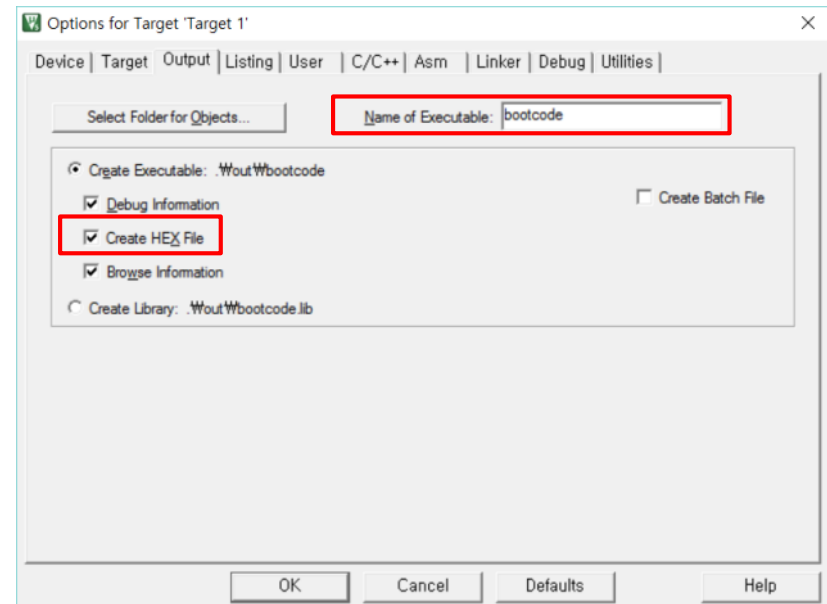 Options for Target 'Target 1'
Device | Target | Output | Listing | User | C/C++ | Asm | Linker | Debug | Utilities |
Select Folder for Objects... Name of Executable: bootcode
Create Executable: .₩out₩bootcode
Debug Information Create Batch File
Create HEX File
Browse Information
Create Library: .₩out₩bootcode.lib
OK Cancel Defaults Help